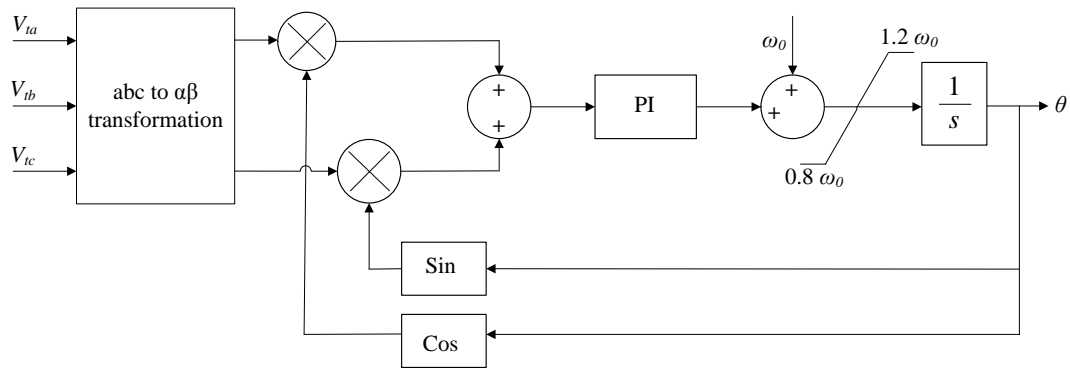 V_ta
V_tb
V_tc
abc to αβ
transformation
+
+
PI
ω_0
+
+
1.2 ω_0
0.8 ω_0
1
s
θ
Sin
Cos